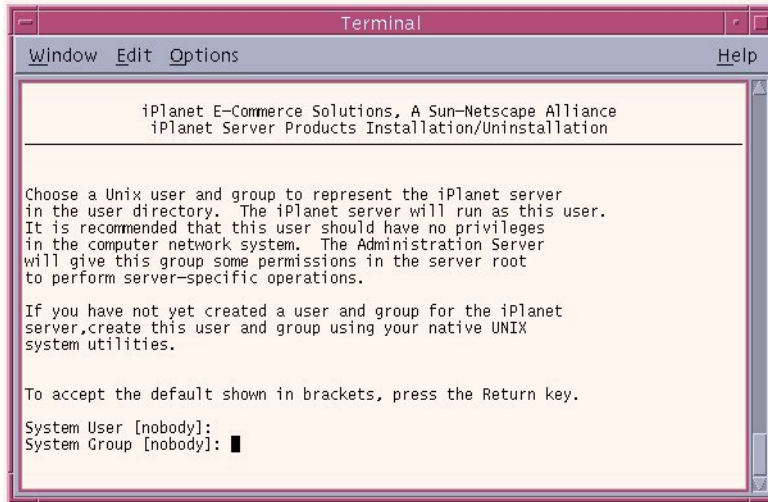 Terminal
Window Edit Options Help
iPlanet E-Commerce Solutions, A Sun-Netscape Alliance
iPlanet Server Products Installation/Uninstallation
Choose a Unix user and group to represent the iPlanet server
in the user directory. The iPlanet server will run as this user.
It is recommended that this user should have no privileges
in the computer network system. The Administration Server
will give this group some permissions in the server root
to perform server-specific operations.
If you have not yet created a user and group for the iPlanet
server,create this user and group using your native UNIX
system utilities.
To accept the default shown in brackets, press the Return key.
System User [nobody]:
System Group [nobody]: